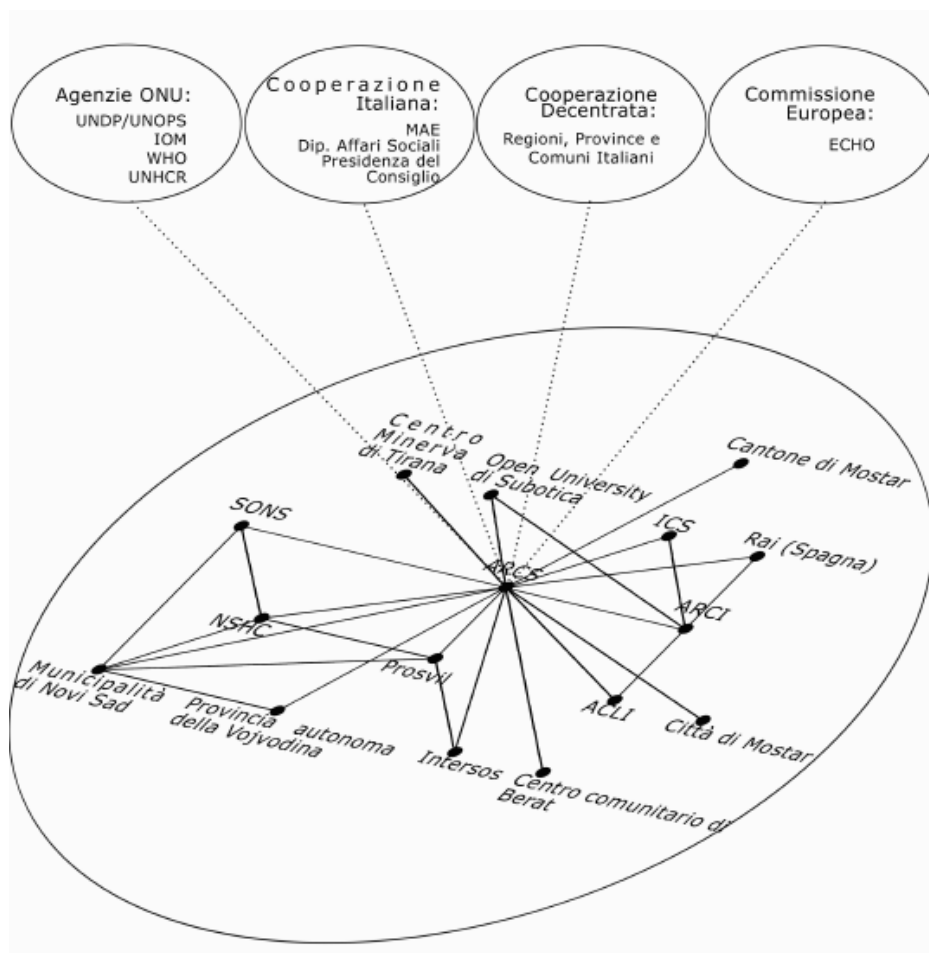 Agenzie ONU:
UNDP/UNOPS
IOM
WHO
UNHCR
Cooperazione
Italiana:
MAE
Dip. Affari Sociali
Presidenza del
Consiglio
Cooperazione
Decentrata:
Regioni, Province e
Comuni Italiani
Commissione
Europea:
ECHO
Centro
Minerva
di Tirana
Open University
di Subotica
Cantone di Mostar
SONS
ICS
Rai (Spagna)
ARCS
ARCI
NSHC
Prosvil
Municipalità
di Novi Sad
Provincia autonoma
della Vojvodina
ACLI
Città di Mostar
Intersos
Centro comunitario di
Berat